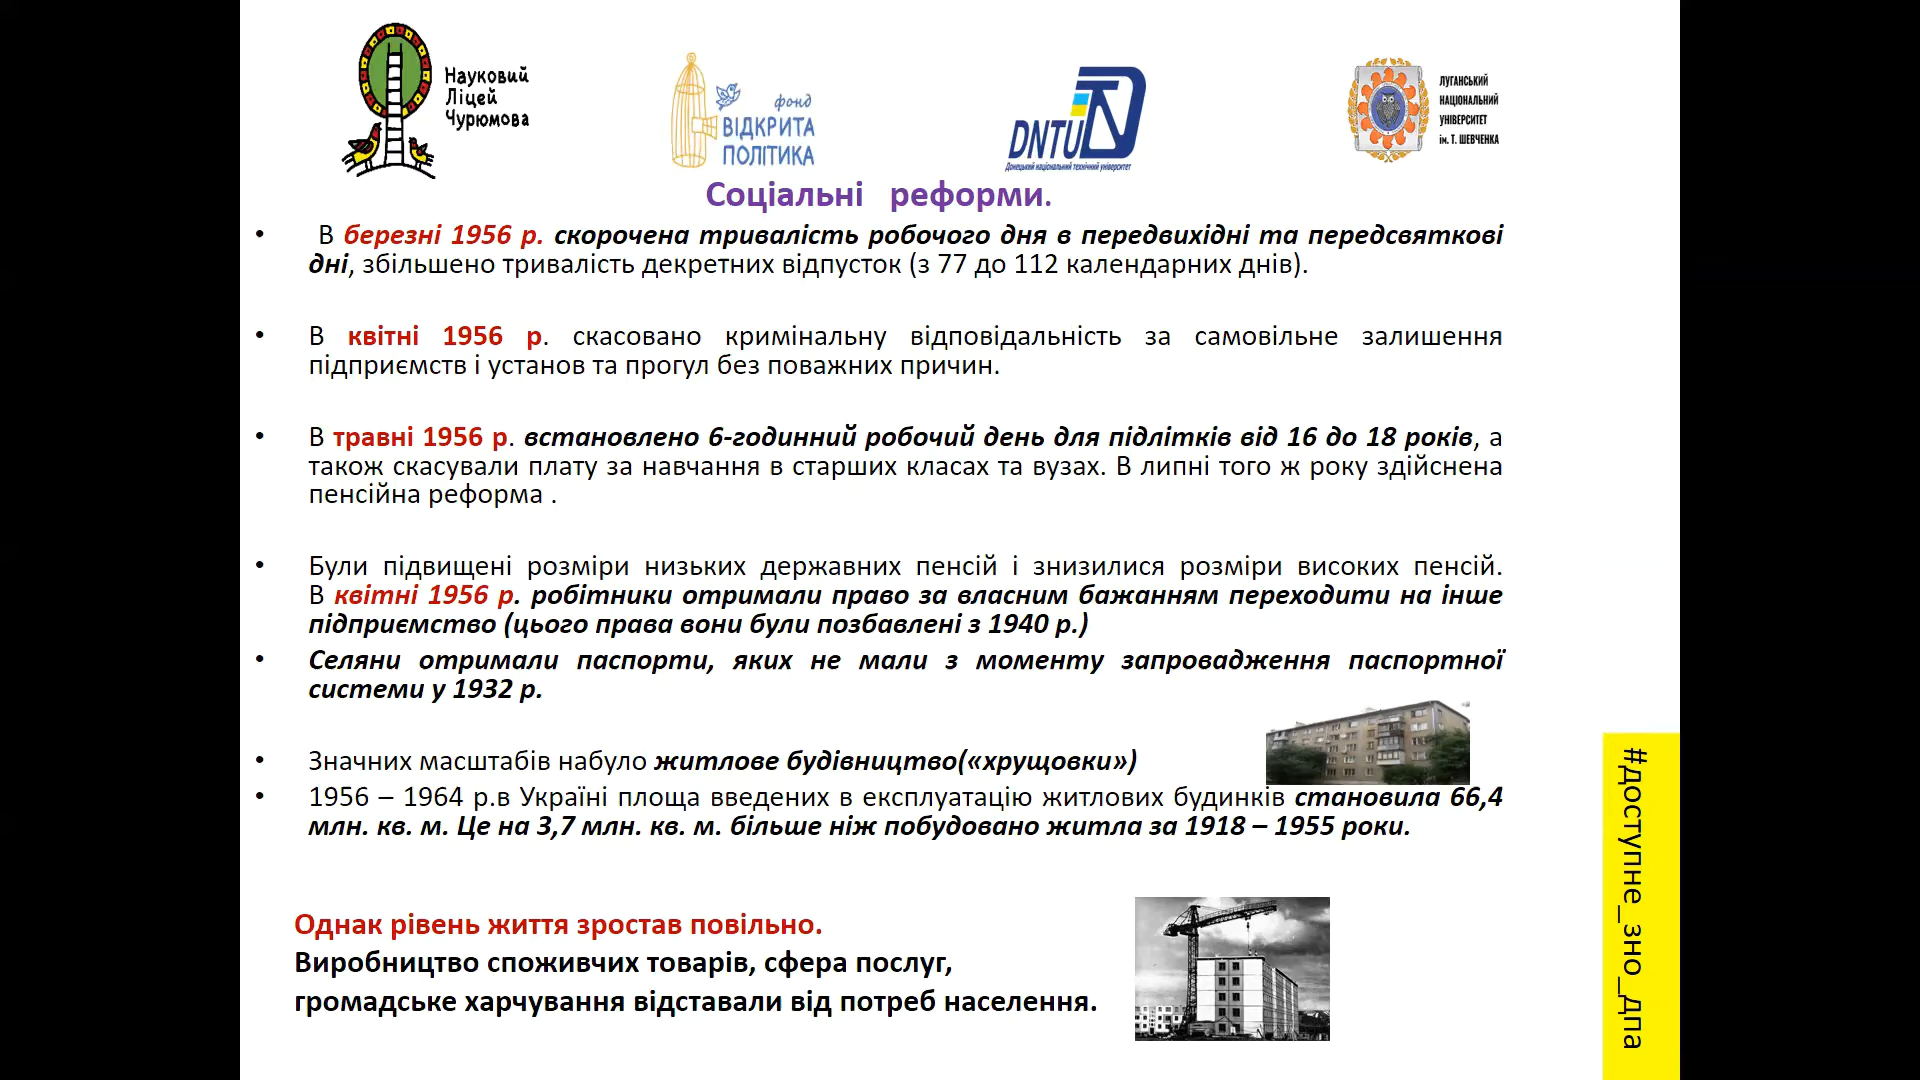 Науковий
Ліцей
Чурюмова
фонд
ВІДКРИТА
ПОЛІТИКА
DNTU
Донецький національний технічний університет
ЛУГАНСЬКИЙ
НАЦІОНАЛЬНИЙ
УНІВЕРСИТЕТ
ім. Т. ШЕВЧЕНКА
Соціальні реформи.
• В березні 1956 р. скорочена тривалість робочого дня в передвихідні та передсвяткові
дні, збільшено тривалість декретних відпусток (з 77 до 112 календарних днів).
• В квітні 1956 р. скасовано кримінальну відповідальність за самовільне залишення
підприємств і установ та прогул без поважних причин.
• В травні 1956 р. встановлено 6-годинний робочий день для підлітків від 16 до 18 років, а
також скасували плату за навчання в старших класах та вузах. В липні того ж року здійснена
пенсійна реформа .
• Були підвищені розміри низьких державних пенсій і знизилися розміри високих пенсій.
В квітні 1956 р. робітники отримали право за власним бажанням переходити на інше
підприємство (цього права вони були позбавлені з 1940 р.)
• Селяни отримали паспорти, яких не мали з моменту запровадження паспортної
системи у 1932 р.
• Значних масштабів набуло житлове будівництво(«хрущовки»)
• 1956 – 1964 р.в Україні площа введених в експлуатацію житлових будинків становила 66,4
млн. кв. м. Це на 3,7 млн. кв. м. більше ніж побудовано житла за 1918 – 1955 роки.
Однак рівень життя зростав повільно.
Виробництво споживчих товарів, сфера послуг,
громадське харчування відставали від потреб населення.
#доступне_зно_дпа